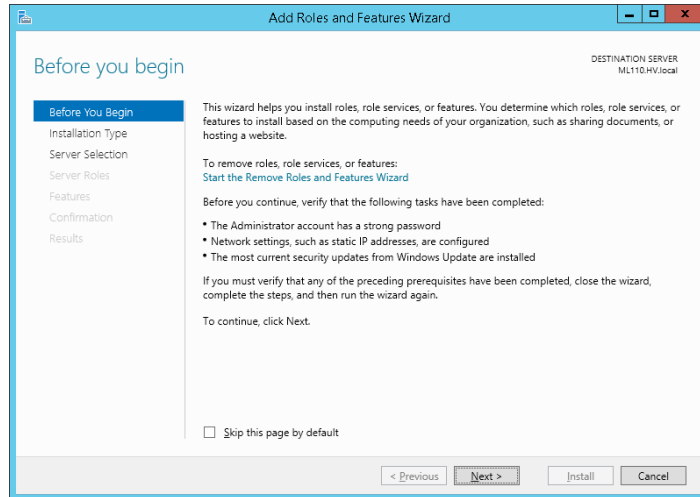 Add Roles and Features Wizard
Before you begin
DESTINATION SERVER
ML110.HV.local
Before You Begin
Installation Type
Server Selection
Server Roles
Features
Confirmation
Results
This wizard helps you install roles, role services, or features. You determine which roles, role services, or
features to install based on the computing needs of your organization, such as sharing documents, or
hosting a website.
To remove roles, role services, or features:
Start the Remove Roles and Features Wizard
Before you continue, verify that the following tasks have been completed:
• The Administrator account has a strong password
• Network settings, such as static IP addresses, are configured
• The most current security updates from Windows Update are installed
If you must verify that any of the preceding prerequisites have been completed, close the wizard,
complete the steps, and then run the wizard again.
To continue, click Next.
Skip this page by default
< Previous
Next >
Install
Cancel